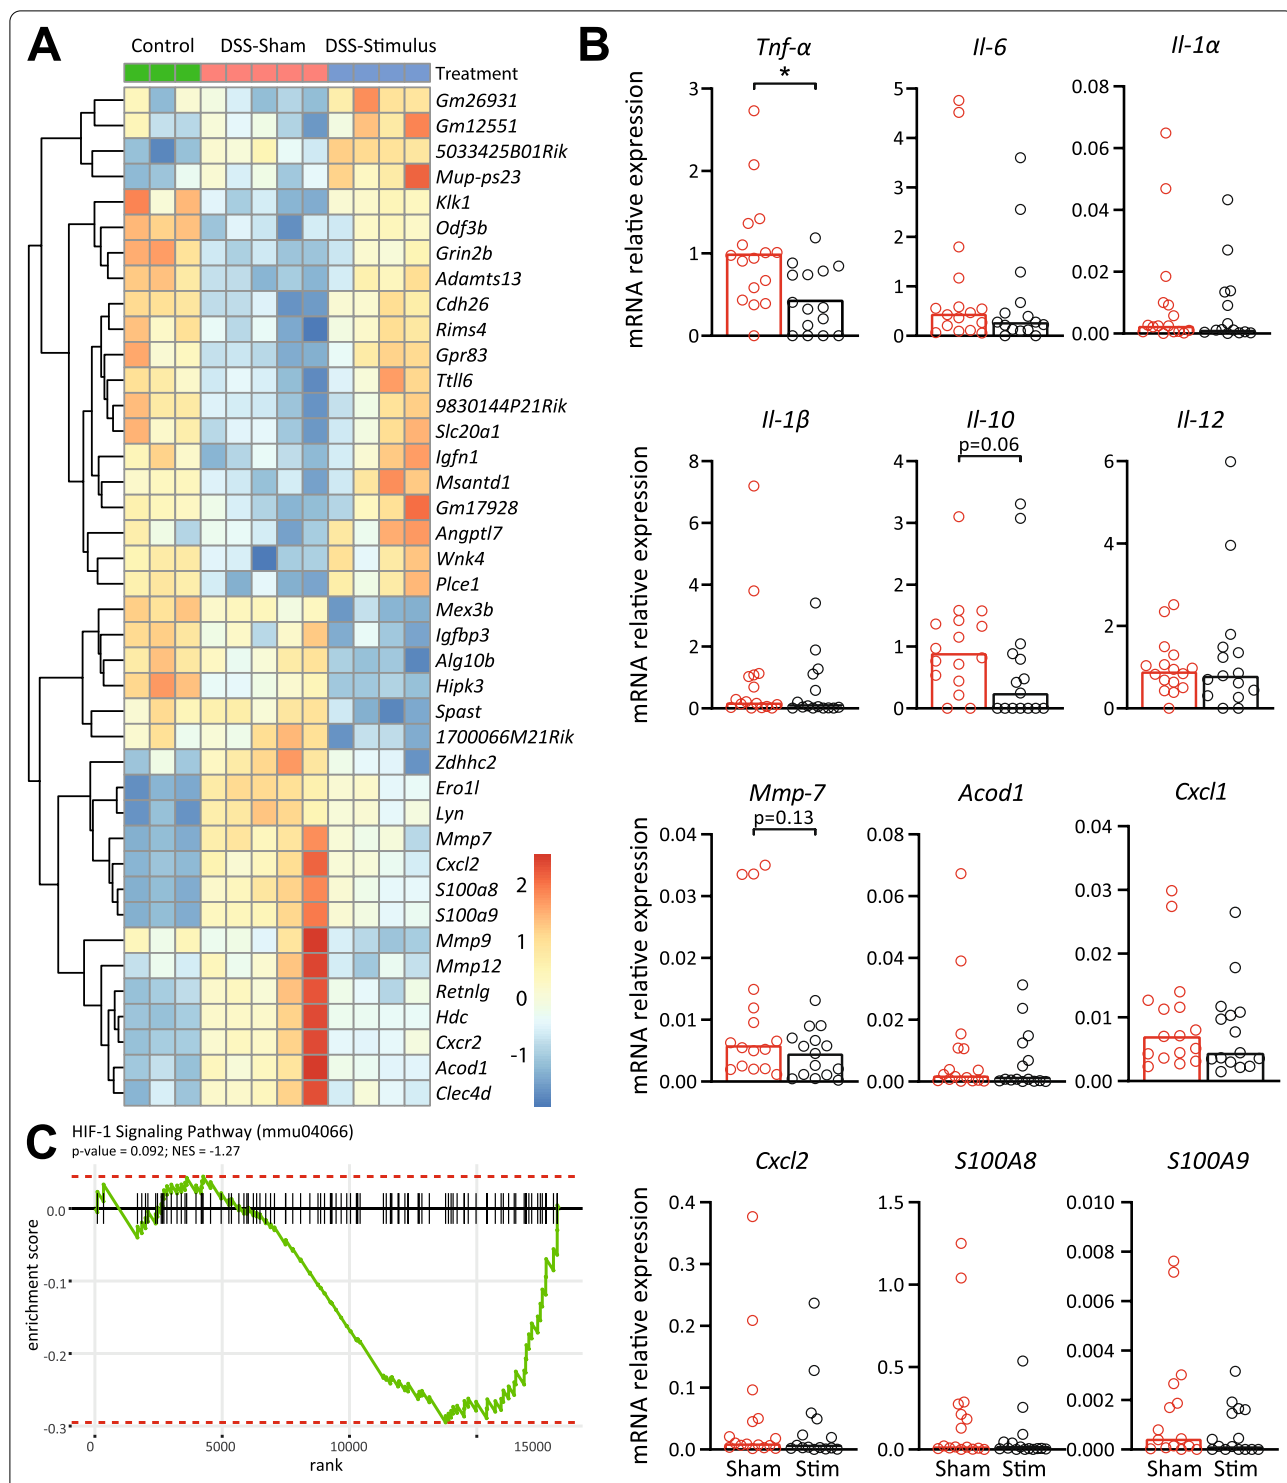 A
Control DSS-Sham DSS-Stimulus
Treatment
Gm26931
Gm12551
5033425B01Rik
Mup-ps23
Klk1
Odf3b
Grin2b
Adamts13
Cdh26
Rims4
Gpr83
Ttll6
9830144P21Rik
Slc20a1
Igfn1
Msantd1
Gm17928
Angptl7
Wnk4
Plce1
Mex3b
Igfbp3
Alg10b
Hipk3
Spast
1700066M21Rik
Zdhhc2
Ero1l
Lyn
Mmp7
Cxcl2
S100a8
S100a9
Mmp9
Mmp12
Retnlg
Hdc
Cxcr2
Acod1
Clec4d
2
1
0
-1
B
Tnf-α
*
mRNA relative expression
3
2
1
0
Il-6
5
4
3
2
1
0
Il-1α
0.08
0.06
0.04
0.02
0.00
Il-1β
mRNA relative expression
8
6
4
2
0
Il-10
p=0.06
4
3
2
1
0
Il-12
6
4
2
0
Mmp-7
p=0.13
mRNA relative expression
0.04
0.03
0.02
0.01
0.00
Acod1
0.08
0.06
0.04
0.02
0.00
Cxcl1
0.04
0.03
0.02
0.01
0.00
Cxcl2
mRNA relative expression
0.4
0.3
0.2
0.1
0.0
Sham Stim
S100A8
1.5
1.0
0.5
0.0
Sham Stim
S100A9
0.010
0.008
0.006
0.004
0.002
0.000
Sham Stim
C
HIF-1 Signaling Pathway (mmu04066)
p-value = 0.092; NES = -1.27
enrichment score
0.0
-0.1
-0.2
-0.3
0 5000 10000 15000
rank